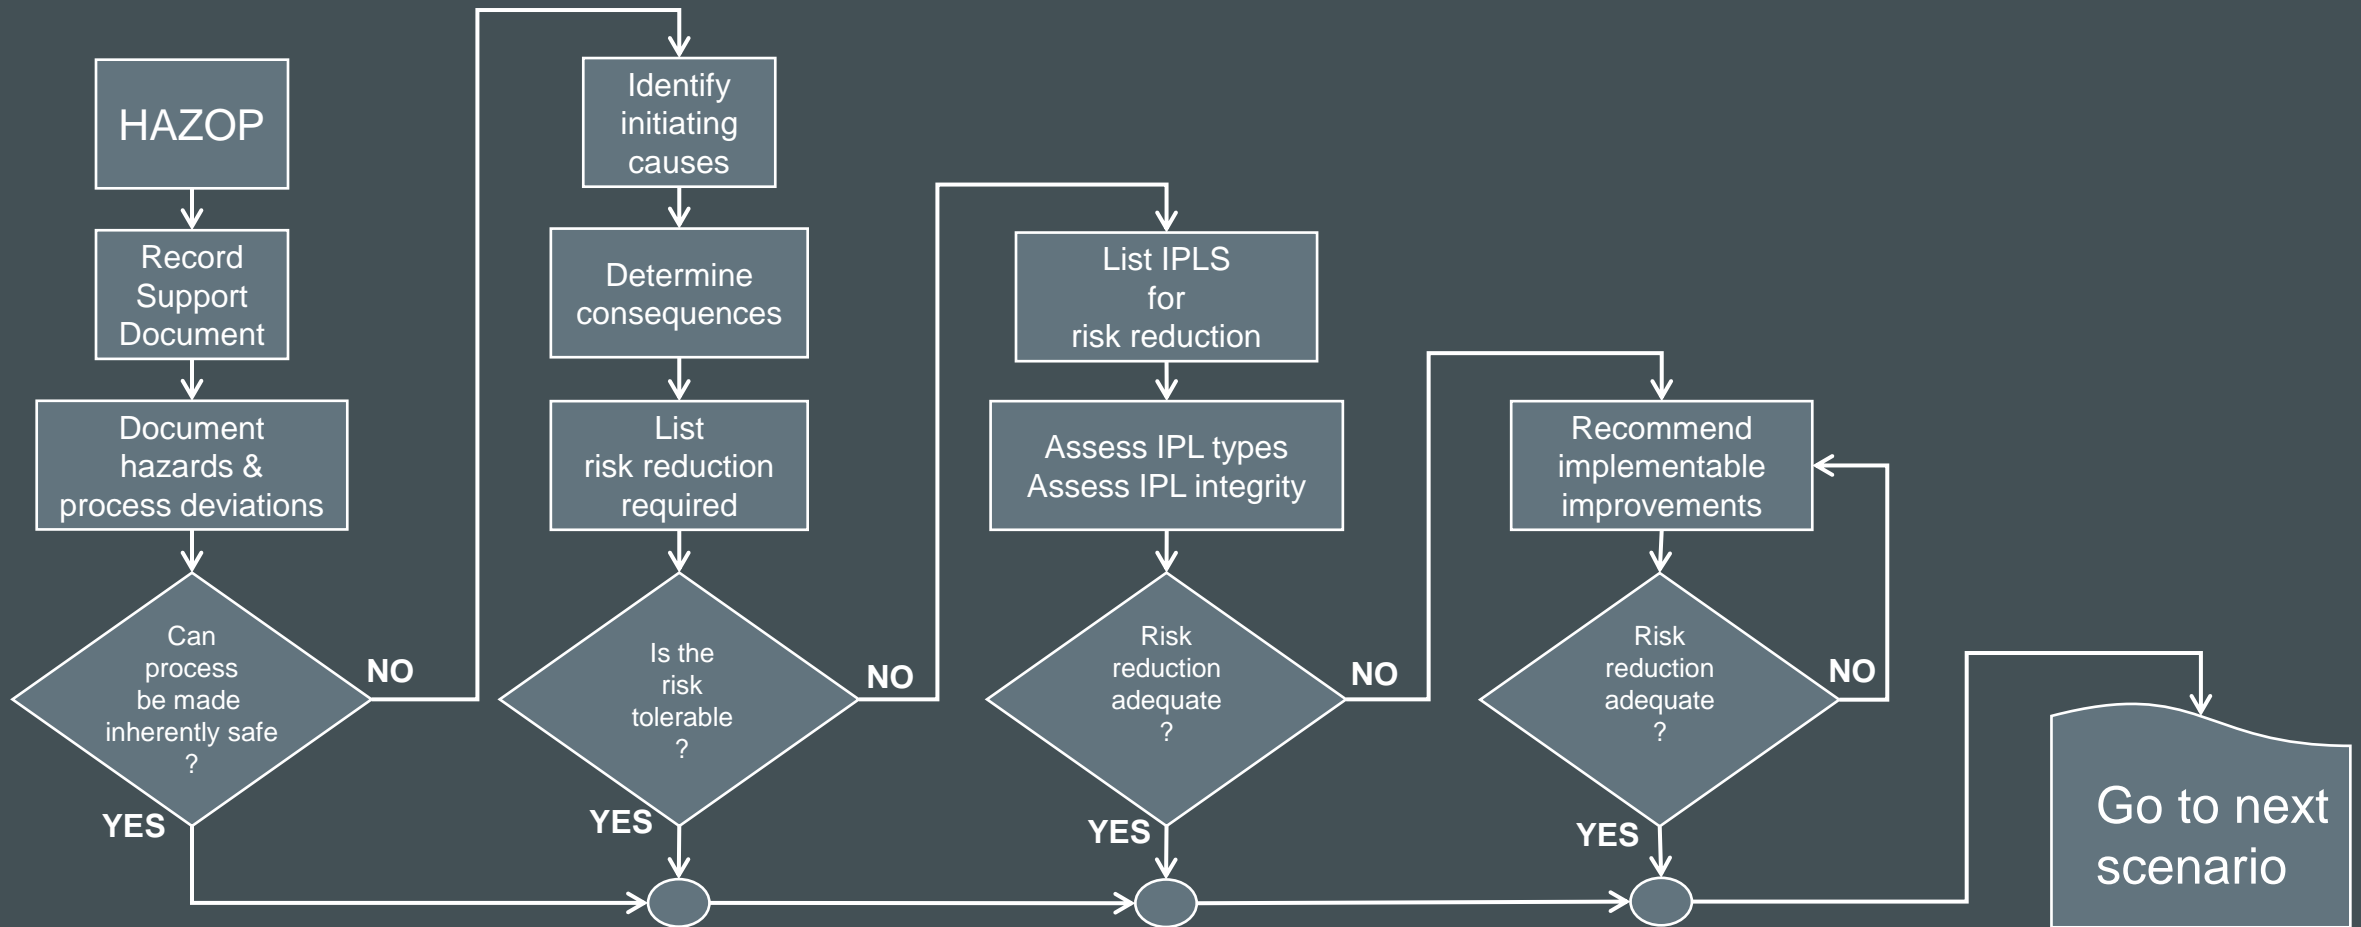 HAZOP
Record
Support
Document
Document
hazards &
process deviations
Can
process
be made
inherently safe
?
NO
YES
Identify
initiating
causes
Determine
consequences
List
risk reduction
required
Is the
risk
tolerable
?
NO
YES
List IPLS
for
risk reduction
Assess IPL types
Assess IPL integrity
Risk
reduction
adequate
?
NO
YES
Recommend
implementable
improvements
Risk
reduction
adequate
?
NO
YES
Go to next
scenario